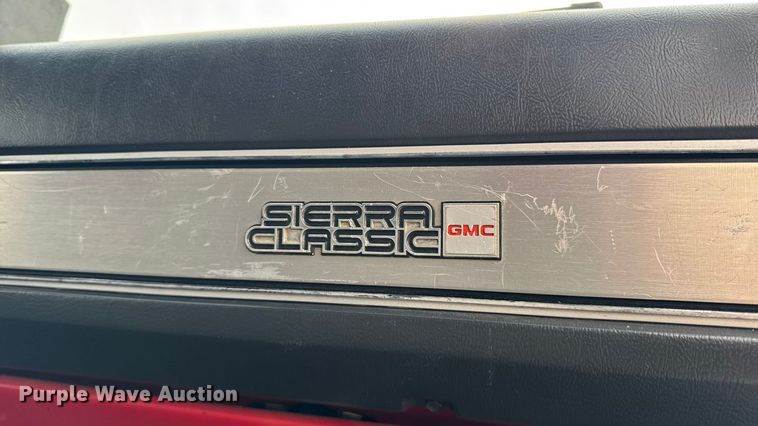 SIERRA
CLASSIC GMC
Purple Wave Auction